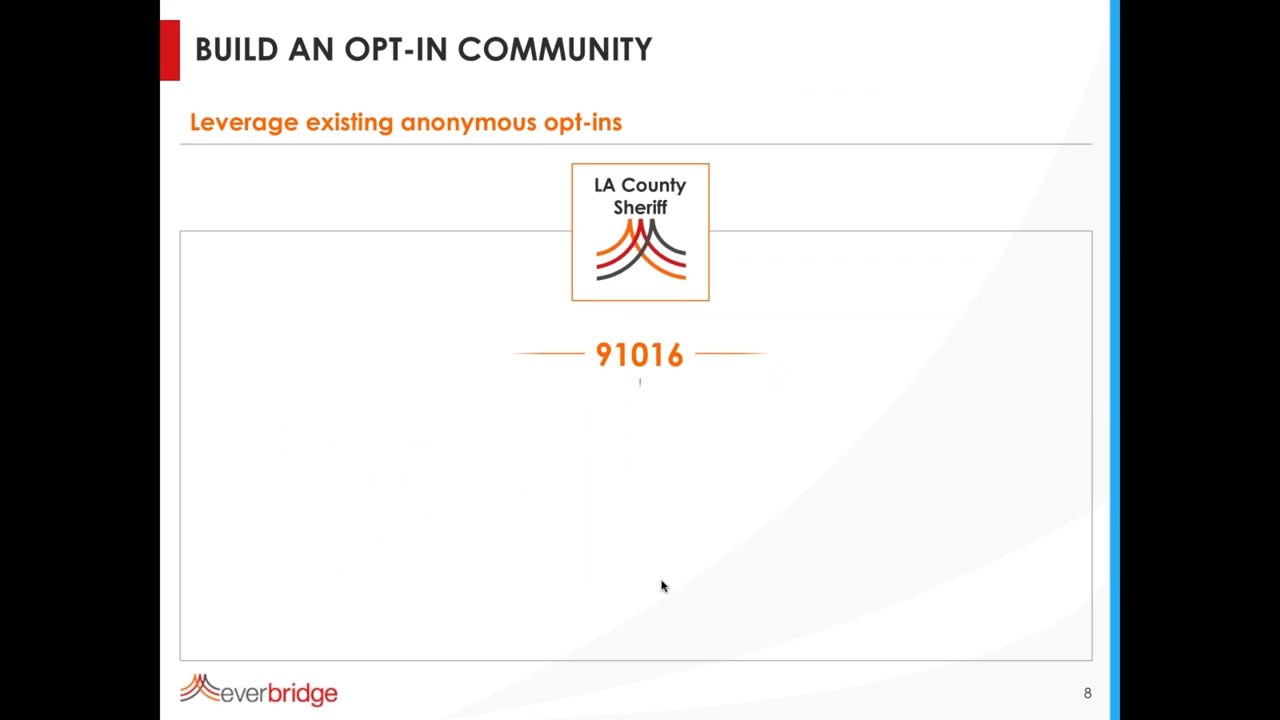 BUILD AN OPT-IN COMMUNITY
Leverage existing anonymous opt-ins
LA County
Sheriff
91016
everbridge
8